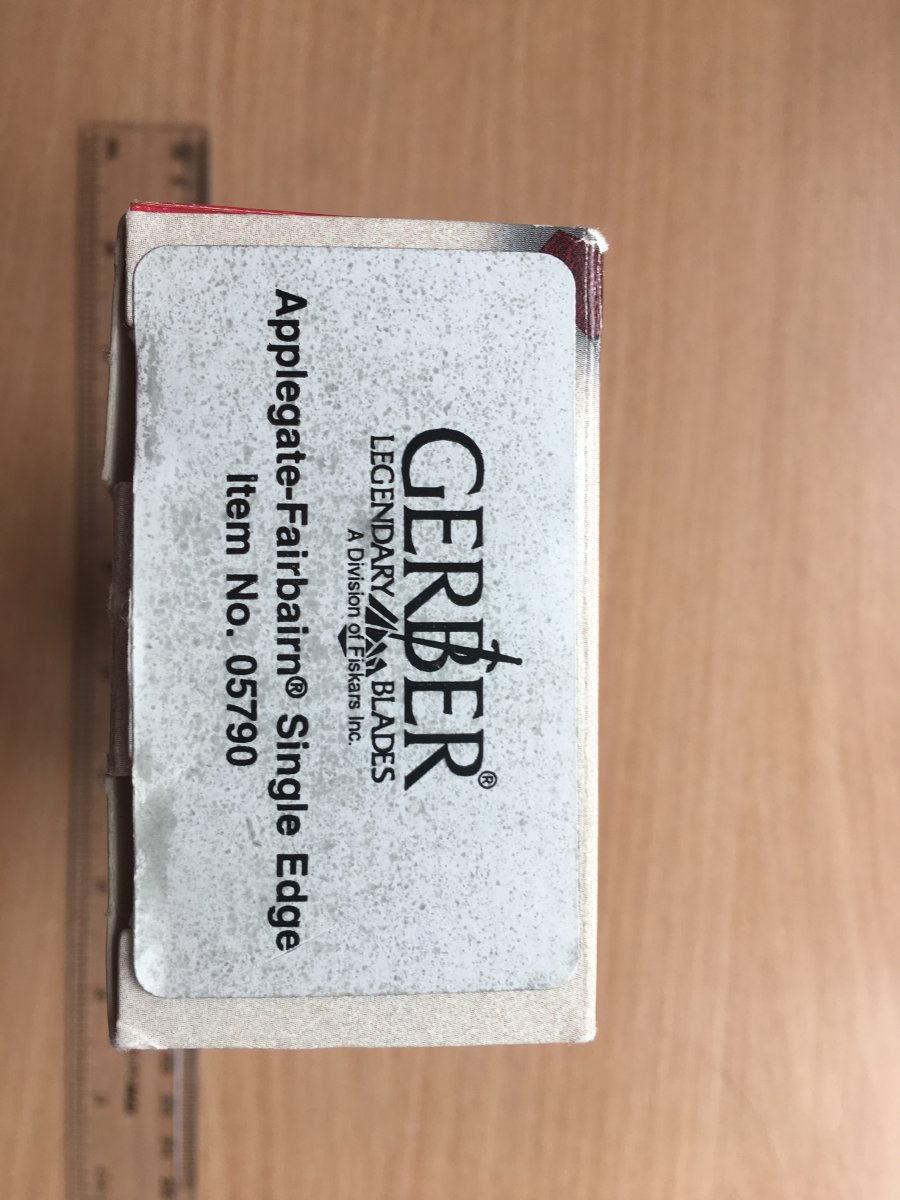 GERBER®
LEGENDARY BLADES
A Division of Fiskars Inc.
Applegate-Fairbairn® Single Edge
Item No. 05790